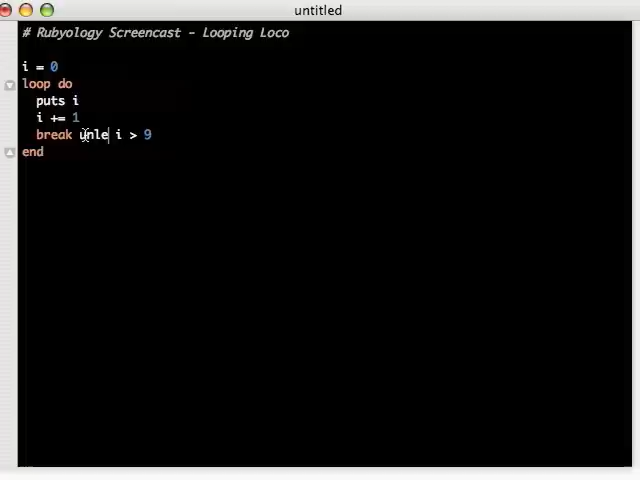 untitled
# Rubyology Screencast - Looping Loco
i = 0
loop do
puts i
i += 1
break unle i > 9
end